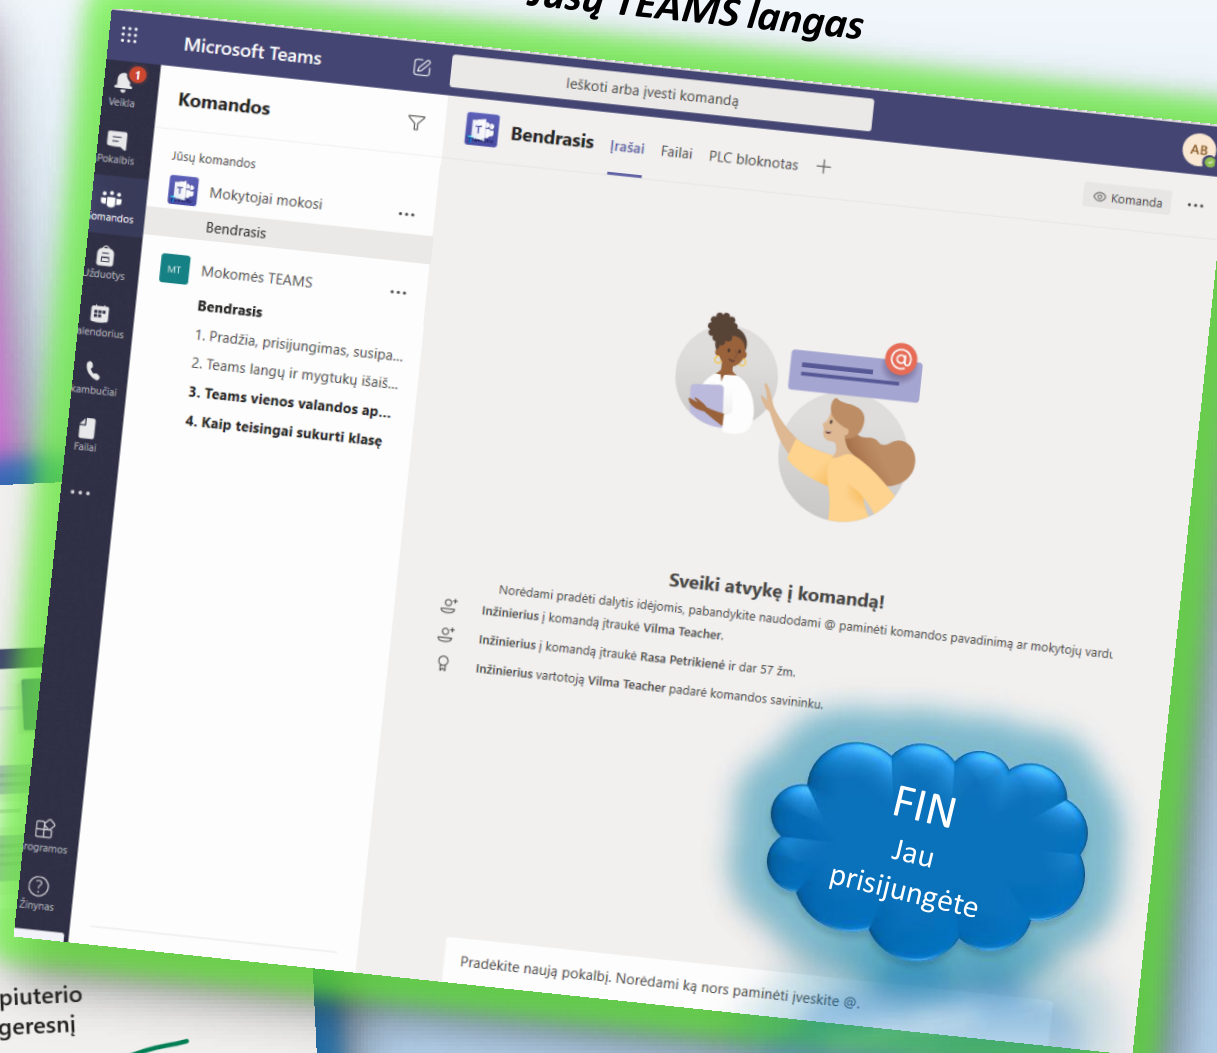 Jūsų TEAMS langas
Microsoft Teams
Ieškoti arba įvesti komandą
AB
1
Veikla
Pokalbis
Komandos
Užduotys
alendorius
kambučiai
Failai
rogramos
Žinynas
Komandos
Jūsų komandos
Mokytojai mokosi
Bendrasis
MT
Mokomės TEAMS
Bendrasis
1. Pradžia, prisijungimas, susipa...
2. Teams langų ir mygtukų išaiš...
3. Teams vienos valandos ap...
4. Kaip teisingai sukurti klasę
Bendrasis Įrašai Failai PLC bloknotas +
Komanda
@
Sveiki atvykę į komandą!
Norėdami pradėti dalytis idėjomis, pabandykite naudodami @ paminėti komandos pavadinimą ar mokytojų vardu
Inžinierius į komandą įtraukė Vilma Teacher.
Inžinierius į komandą įtraukė Rasa Petrikienė ir dar 57 žm.
Inžinierius vartotoją Vilma Teacher padarė komandos savininku.
FIN
Jau
prisijungėte
Pradėkite naują pokalbį. Norėdami ką nors paminėti įveskite @.
piuterio
geresnį